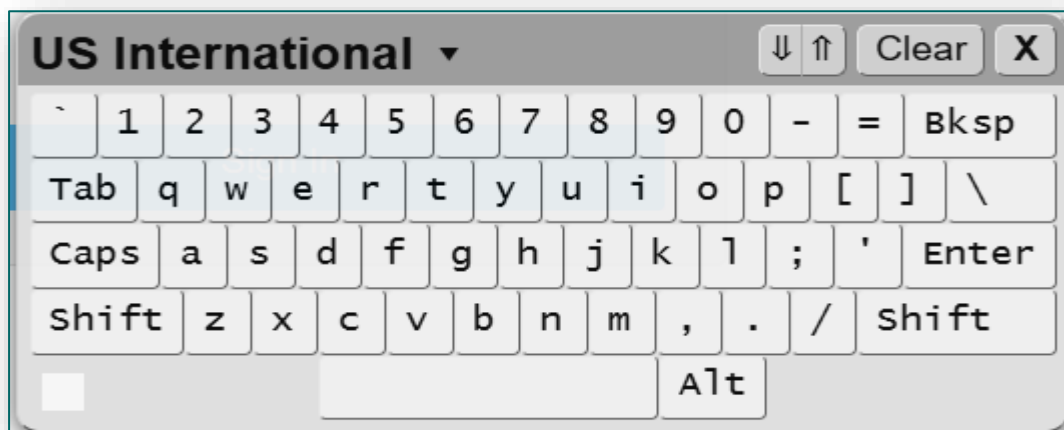 US International ▾ ⇓ ⇑ Clear X
` 1 2 3 4 5 6 7 8 9 0 - = Bksp
Tab q w e r t y u i o p [ ] \
Caps a s d f g h j k l ; ' Enter
Shift z x c v b n m , . / Shift
Alt